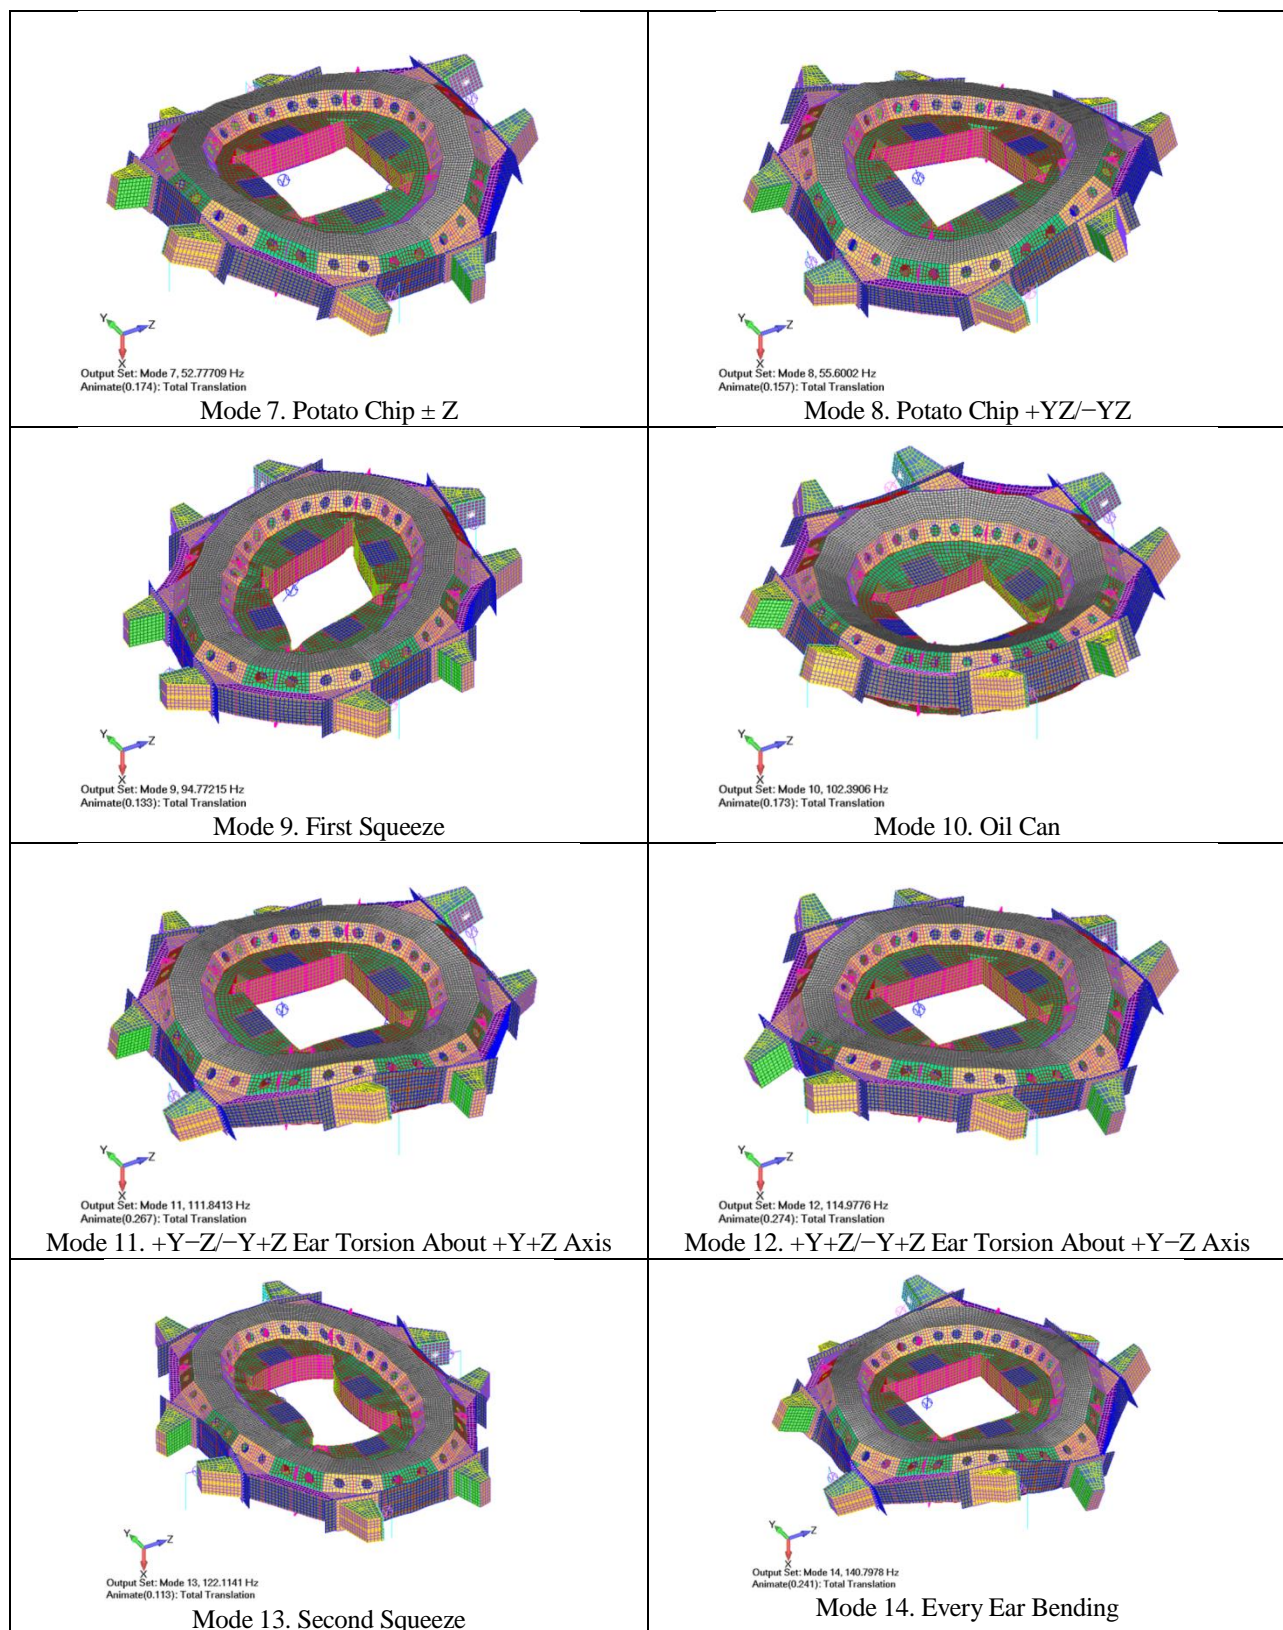 Y
Z
X
Output Set: Mode 7, 52.77709 Hz
Animate(0.174): Total Translation
Mode 7. Potato Chip ± Z
Y
Z
X
Output Set: Mode 8, 55.6002 Hz
Animate(0.157): Total Translation
Mode 8. Potato Chip +YZ/−YZ
Y
Z
X
Output Set: Mode 9, 94.77215 Hz
Animate(0.133): Total Translation
Mode 9. First Squeeze
Y
Z
X
Output Set: Mode 10, 102.3906 Hz
Animate(0.173): Total Translation
Mode 10. Oil Can
Y
Z
X
Output Set: Mode 11, 111.8413 Hz
Animate(0.267): Total Translation
Mode 11. +Y−Z/−Y+Z Ear Torsion About +Y+Z Axis
Y
Z
X
Output Set: Mode 12, 114.9776 Hz
Animate(0.274): Total Translation
Mode 12. +Y+Z/−Y+Z Ear Torsion About +Y−Z Axis
Y
Z
X
Output Set: Mode 13, 122.1141 Hz
Animate(0.113): Total Translation
Mode 13. Second Squeeze
Y
Z
X
Output Set: Mode 14, 140.7978 Hz
Animate(0.241): Total Translation
Mode 14. Every Ear Bending